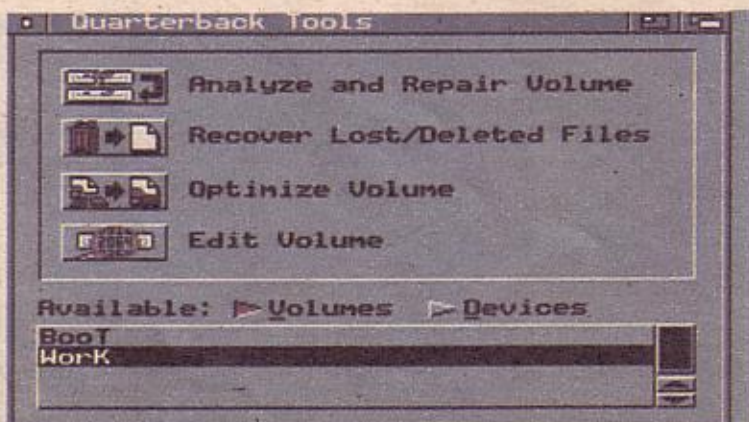 Quarterback Tools
Analyze and Repair Volume
Recover Lost/Deleted Files
Optimize Volume
Edit Volume
Available: Volumes Devices
BooT
WorK